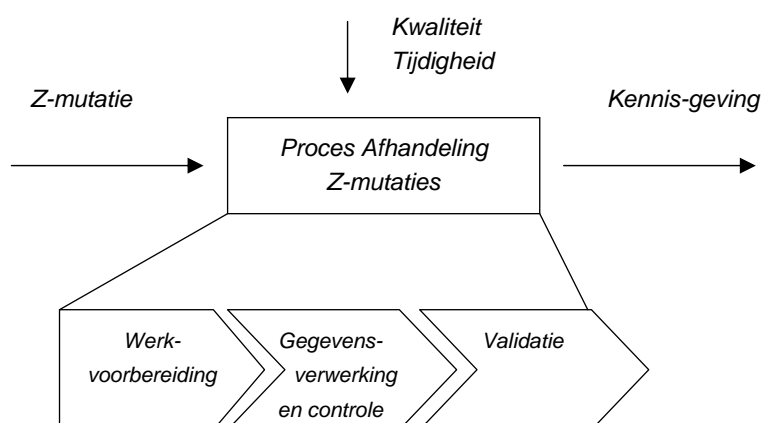 Kwaliteit
Tijdigheid
Z-mutatie
Kennis-geving
Proces Afhandeling
Z-mutaties
Werk-
voorbereiding
Gegevens-
verwerking
en controle
Validatie